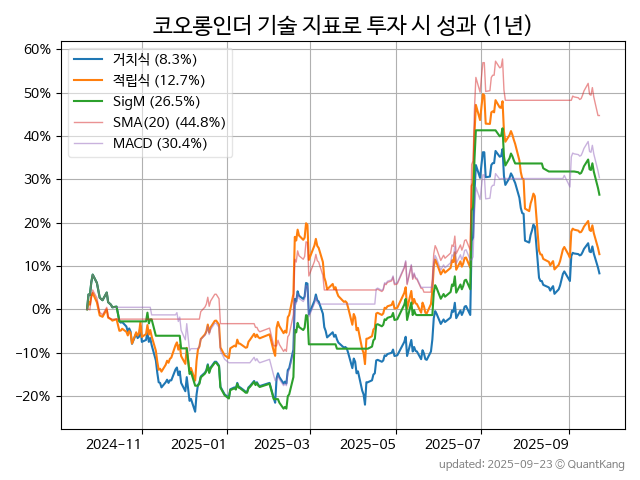 코오롱인더 기술 지표로 투자 시 성과 (1년)
60%
50%
40%
30%
20%
10%
0%
−10%
−20%
거치식 (8.3%)
적립식 (12.7%)
SigM (26.5%)
SMA(20) (44.8%)
MACD (30.4%)
2024-11 2025-01 2025-03 2025-05 2025-07 2025-09
updated: 2025-09-23 © QuantKang